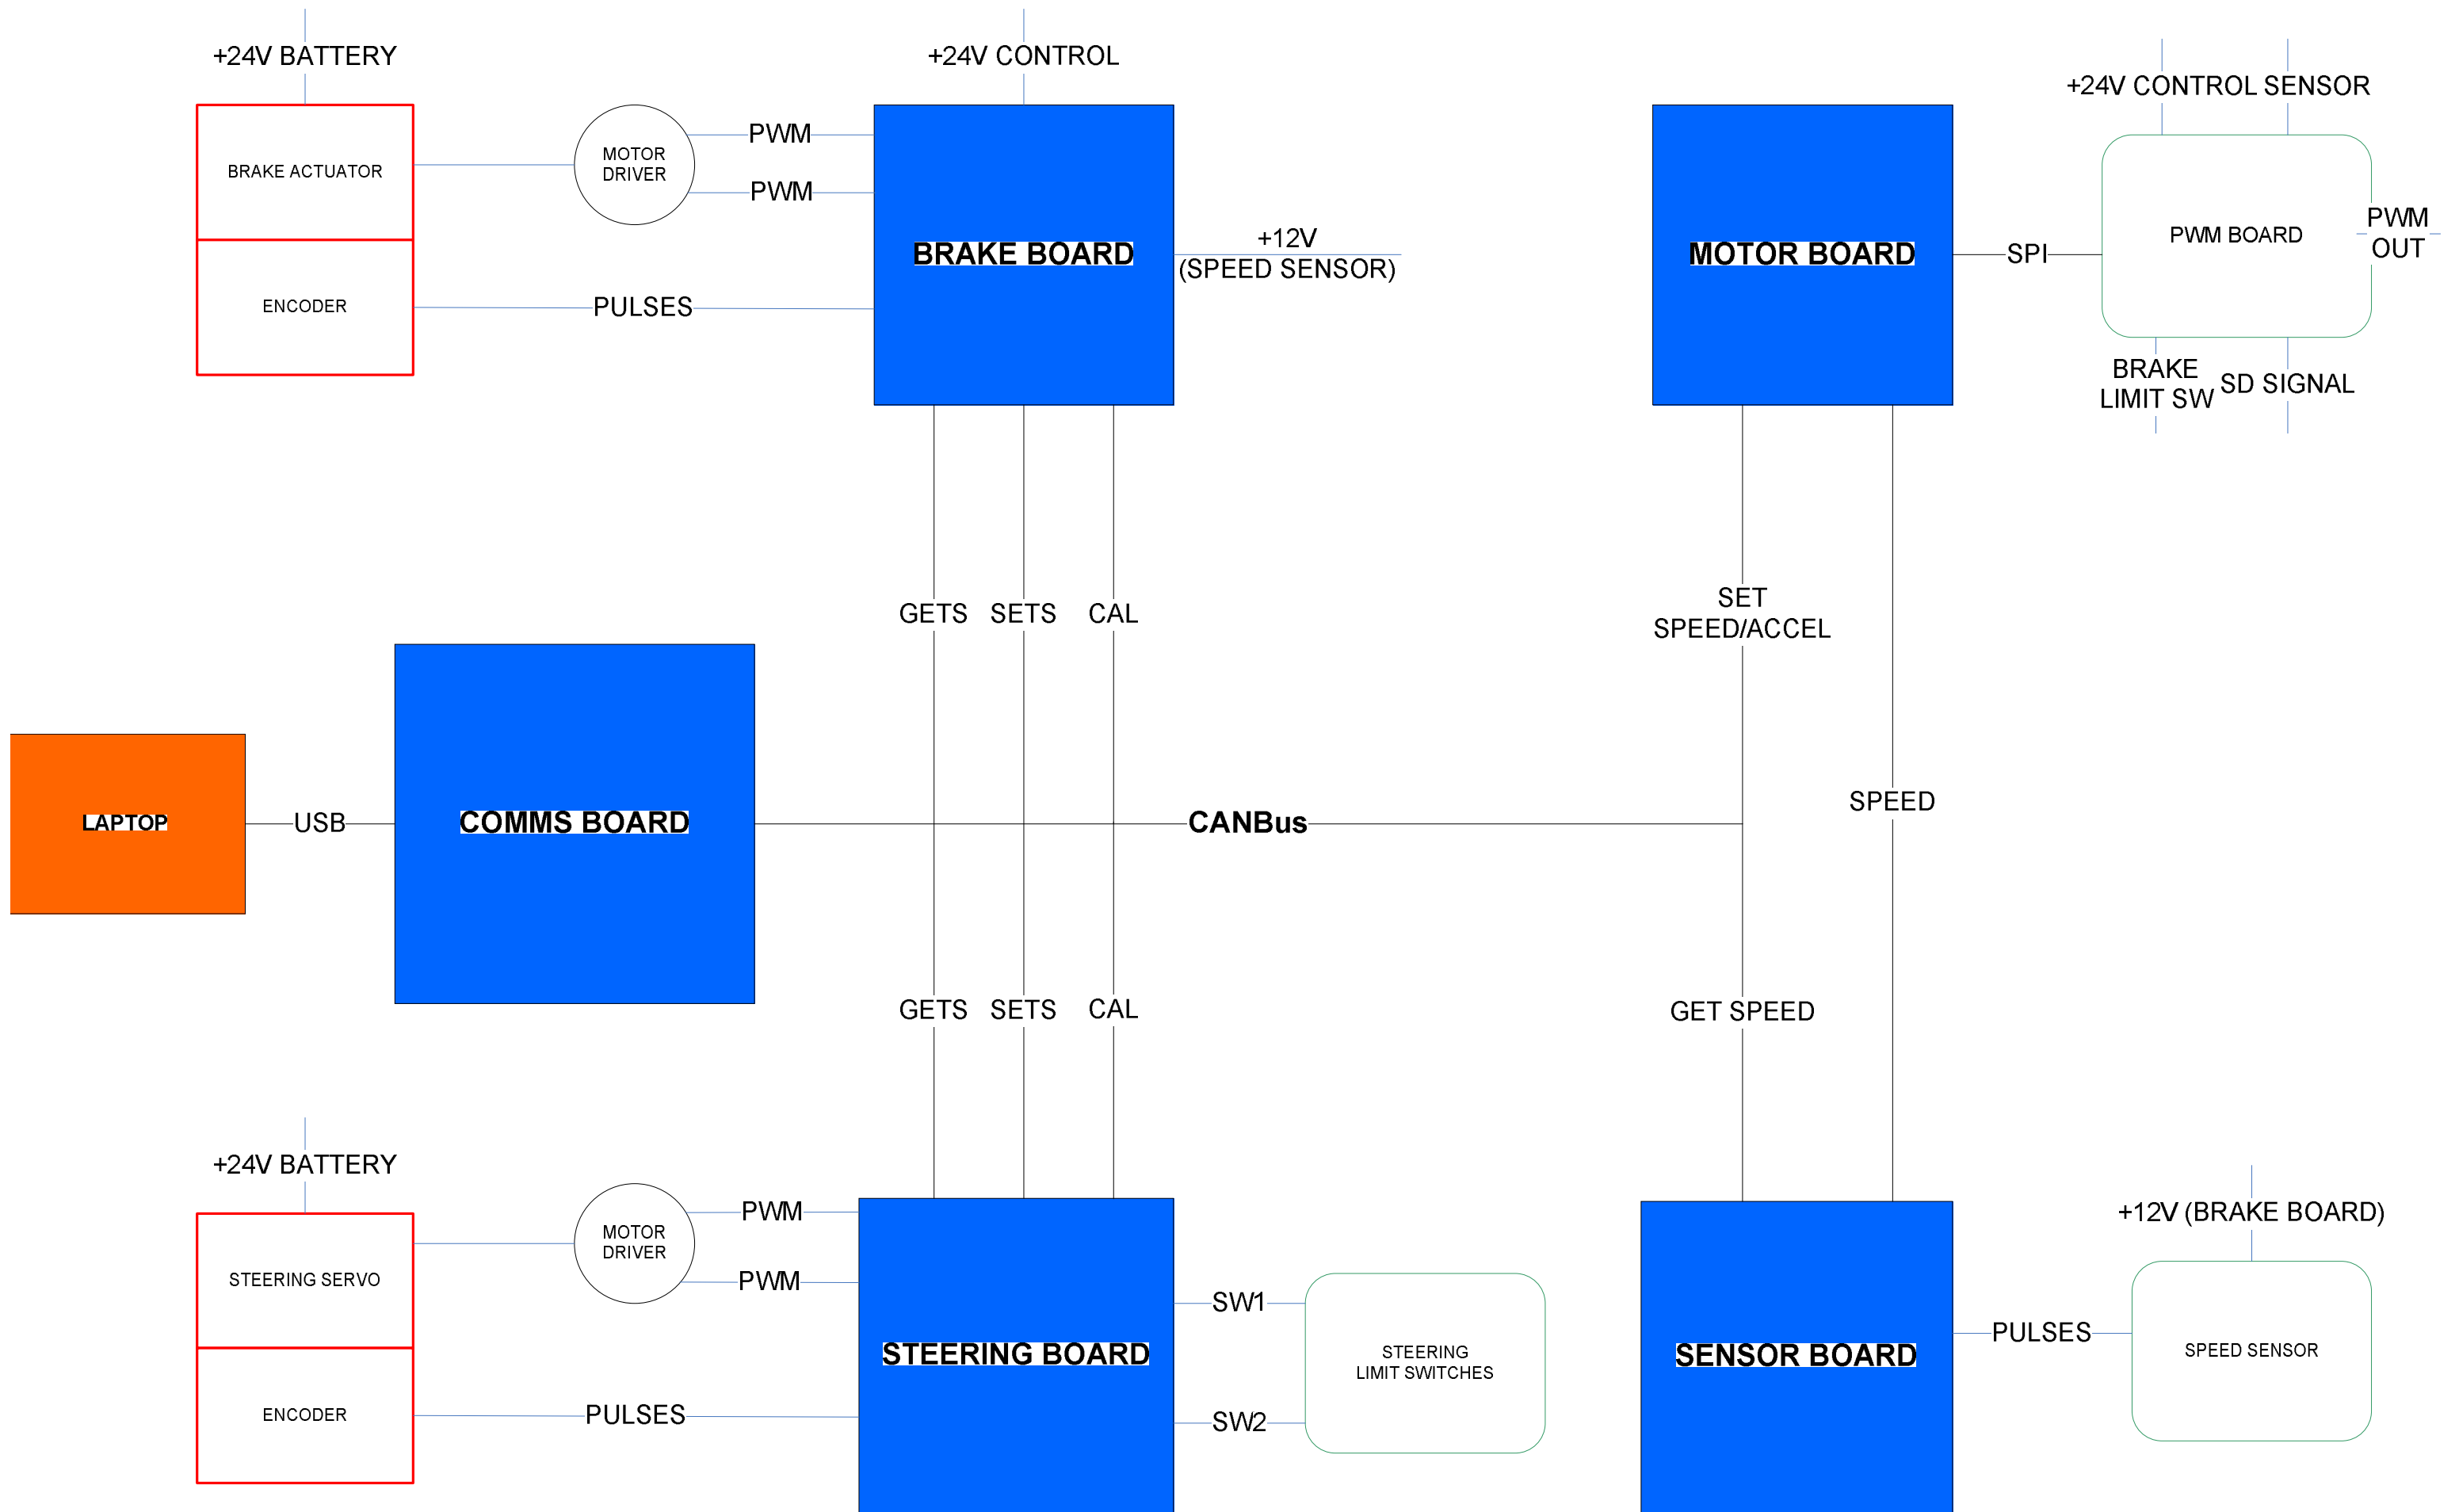 +24V BATTERY
+24V CONTROL
+24V CONTROL SENSOR
BRAKE ACTUATOR
MOTOR
DRIVER
PWM
PWM
ENCODER
PULSES
BRAKE BOARD
+12V
(SPEED SENSOR)
MOTOR BOARD
SPI
PWM BOARD
PWM
OUT
BRAKE
LIMIT SW
SD SIGNAL
GETS
SETS
CAL
SET
SPEED/ACCEL
LAPTOP
USB
COMMS BOARD
CANBus
SPEED
GETS
SETS
CAL
GET SPEED
+24V BATTERY
STEERING SERVO
MOTOR
DRIVER
PWM
PWM
ENCODER
PULSES
STEERING BOARD
SW1
SW2
STEERING
LIMIT SWITCHES
SENSOR BOARD
PULSES
+12V (BRAKE BOARD)
SPEED SENSOR